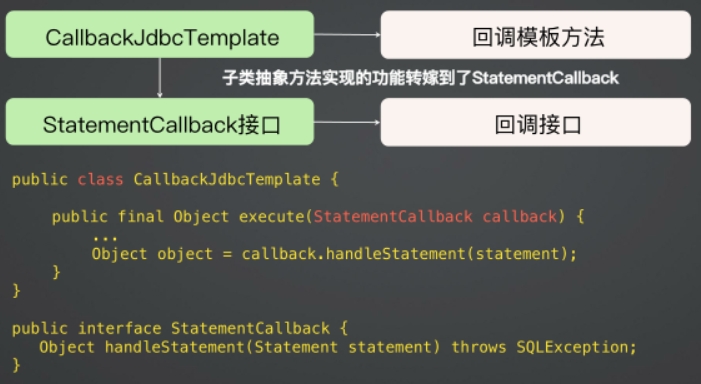 CallbackJdbcTemplate
回调模板方法
子类抽象方法实现的功能转嫁到了StatementCallback
StatementCallback接口
回调接口
public class CallbackJdbcTemplate {
public final Object execute(StatementCallback callback) {
...
Object object = callback.handleStatement(statement);
}
}
public interface StatementCallback {
Object handleStatement(Statement statement) throws SQLException;
}